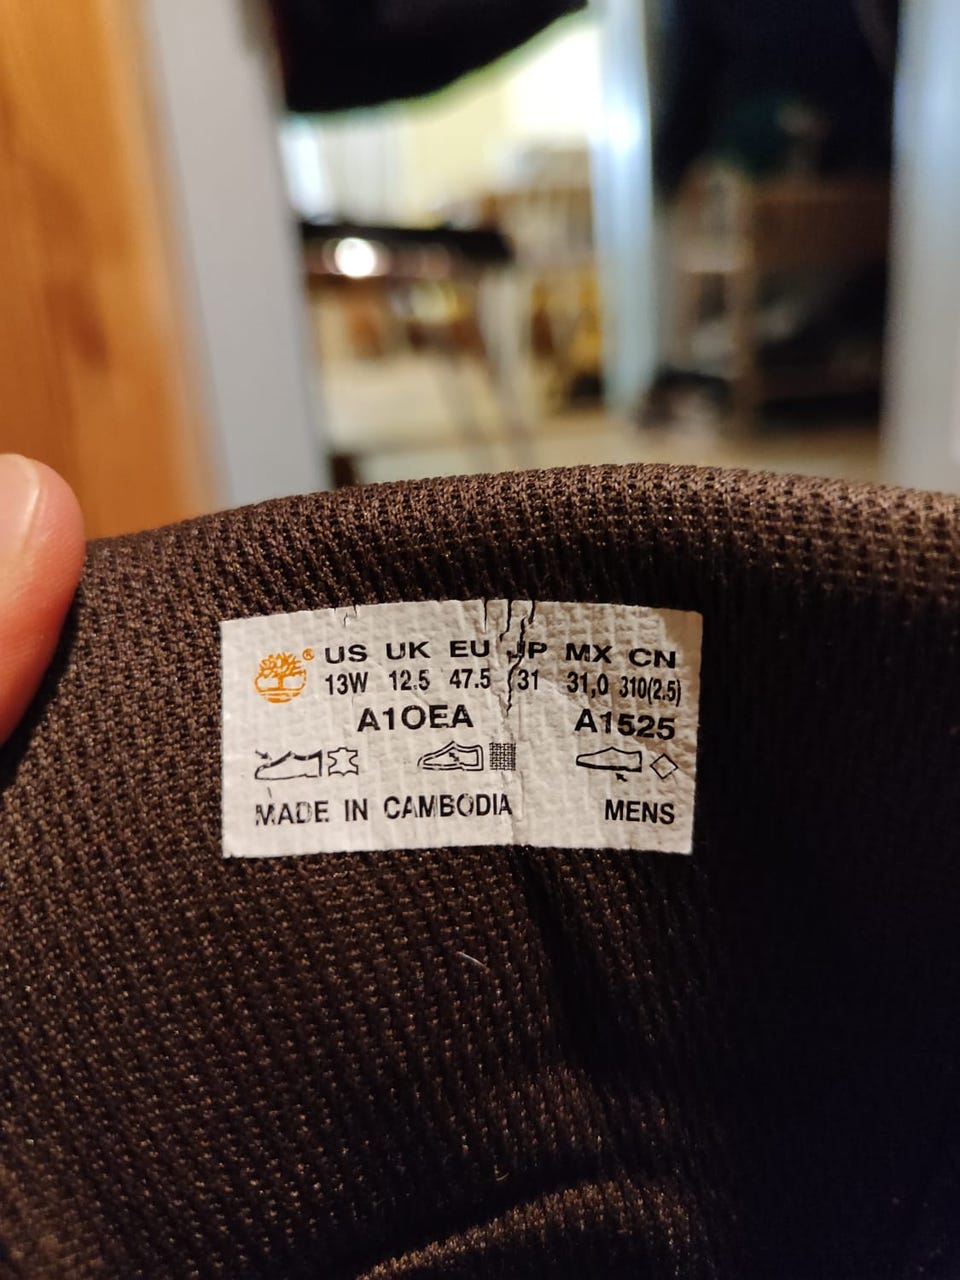 ® US UK EU JP MX CN
13W 12.5 47.5 31 31,0 310(2.5)
A1OEA A1525
MADE IN CAMBODIA MENS